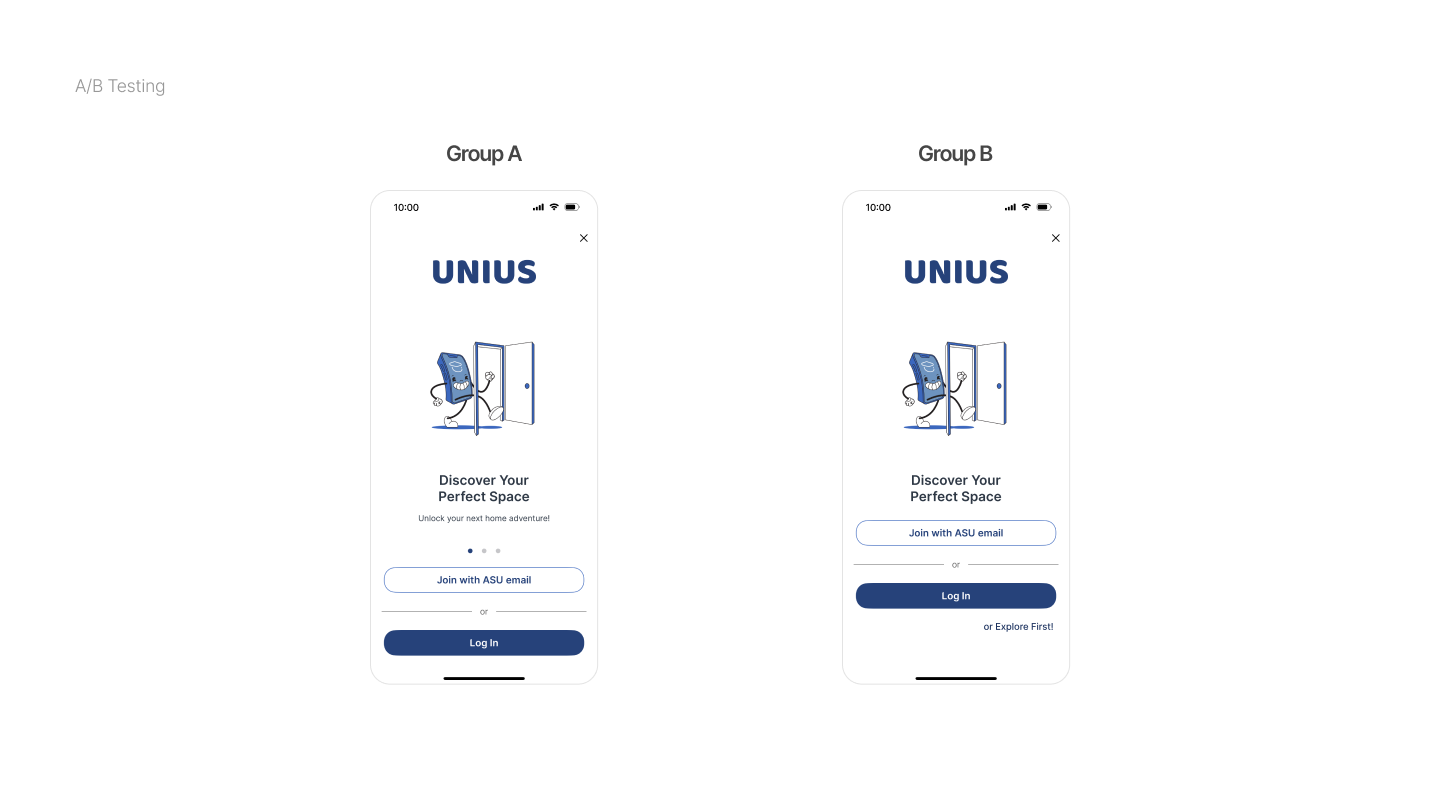 A/B Testing
Group A
10:00
UNIUS
Discover Your
Perfect Space
Unlock your next home adventure!
Join with ASU email
or
Log In
Group B
10:00
UNIUS
Discover Your
Perfect Space
Join with ASU email
or
Log In
or Explore First!